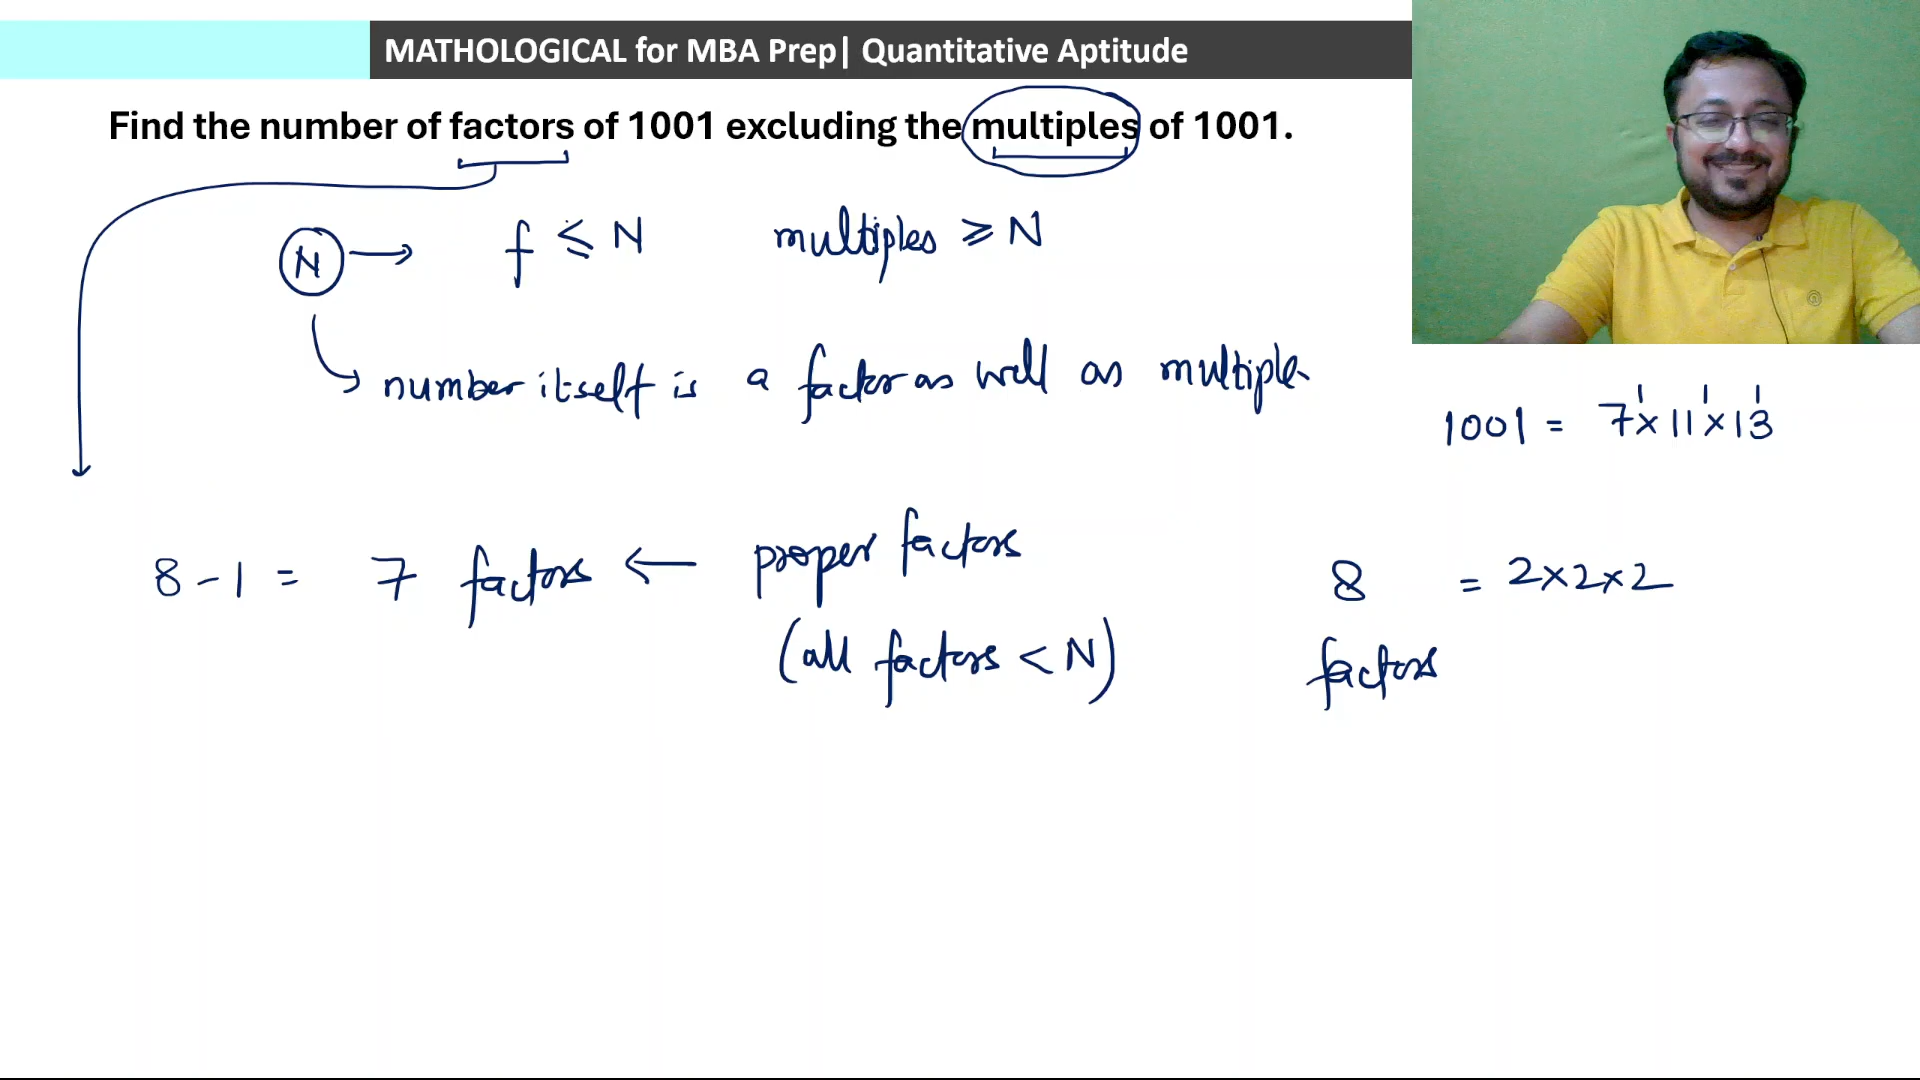 MATHOLOGICAL for MBA Prep| Quantitative Aptitude
Find the number of factors of 1001 excluding the multiples of 1001.
N → f ⩽ N multiples ⩾ N
number itself is a factor as well as multiple
1001 = 7¹ × 11¹ × 13¹
8 - 1 = 7 factors ← proper factors
(all factors < N)
8 = 2×2×2
factors